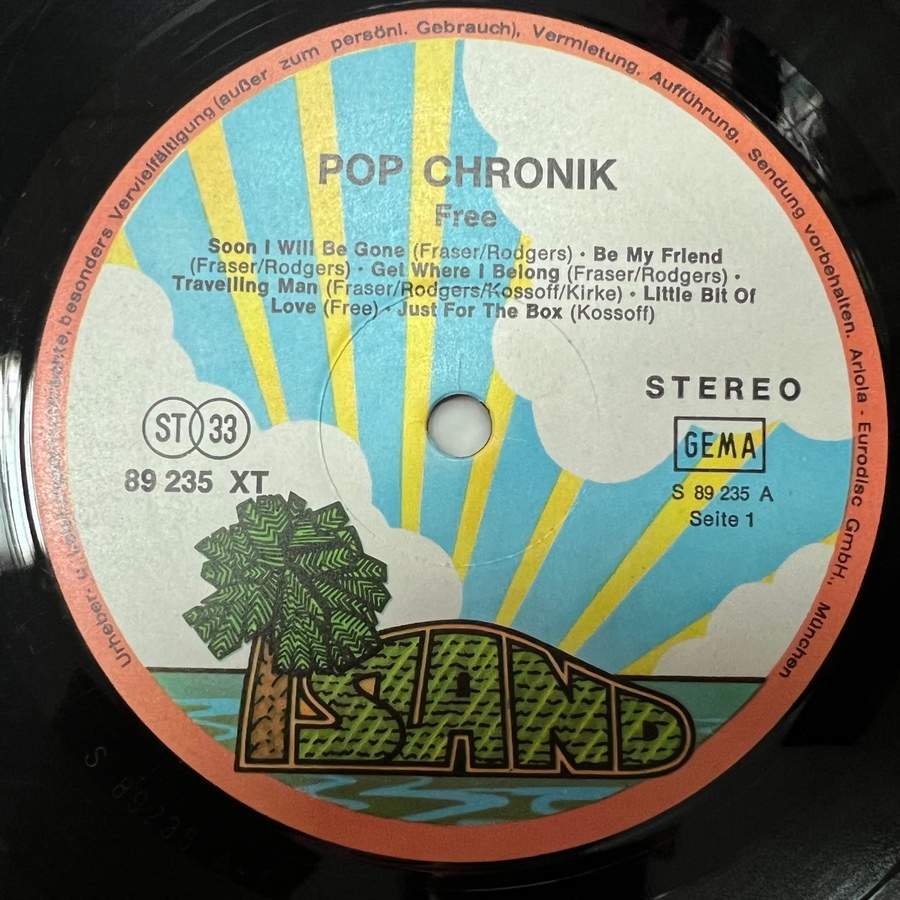 Urheber- u. besonders Vervielfältigung (außer zum persönl. Gebrauch), Vermietung, Aufführung, Sendung vorbehalten. Ariola - Eurodisc GmbH., München
POP CHRONIK
Free
Soon I Will Be Gone (Fraser/Rodgers) · Be My Friend
(Fraser/Rodgers) · Get Where I Belong (Fraser/Rodgers) ·
Travelling Man (Fraser/Rodgers/Kossoff/Kirke) · Little Bit Of
Love (Free) · Just For The Box (Kossoff)
STEREO
ST 33
GEMA
89 235 XT
S 89 235 A
Seite 1
ISLAND
S 89235